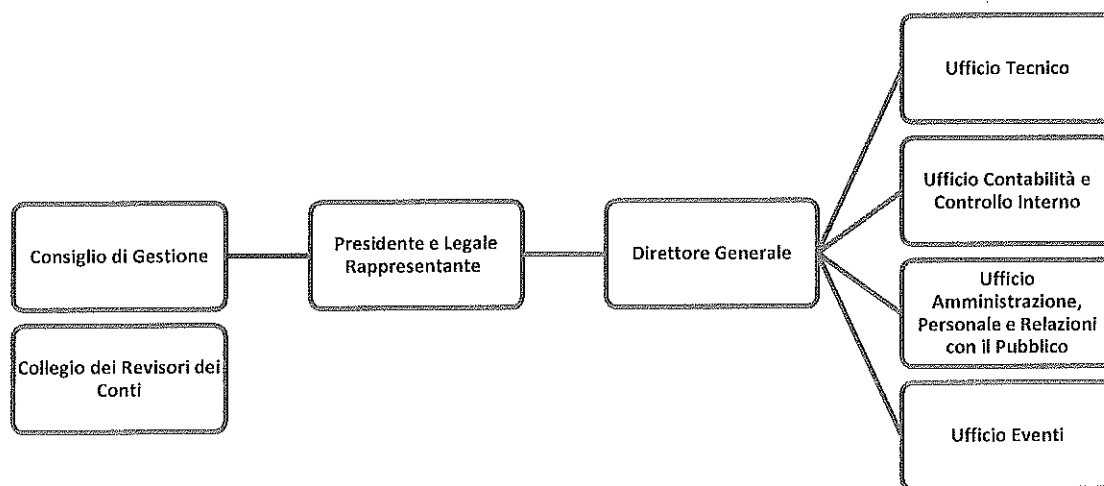 Consiglio di Gestione
Collegio dei Revisori dei
Conti
Presidente e Legale
Rappresentante
Direttore Generale
Ufficio Tecnico
Ufficio Contabilità e
Controllo Interno
Ufficio
Amministrazione,
Personale e Relazioni
con il Pubblico
Ufficio Eventi